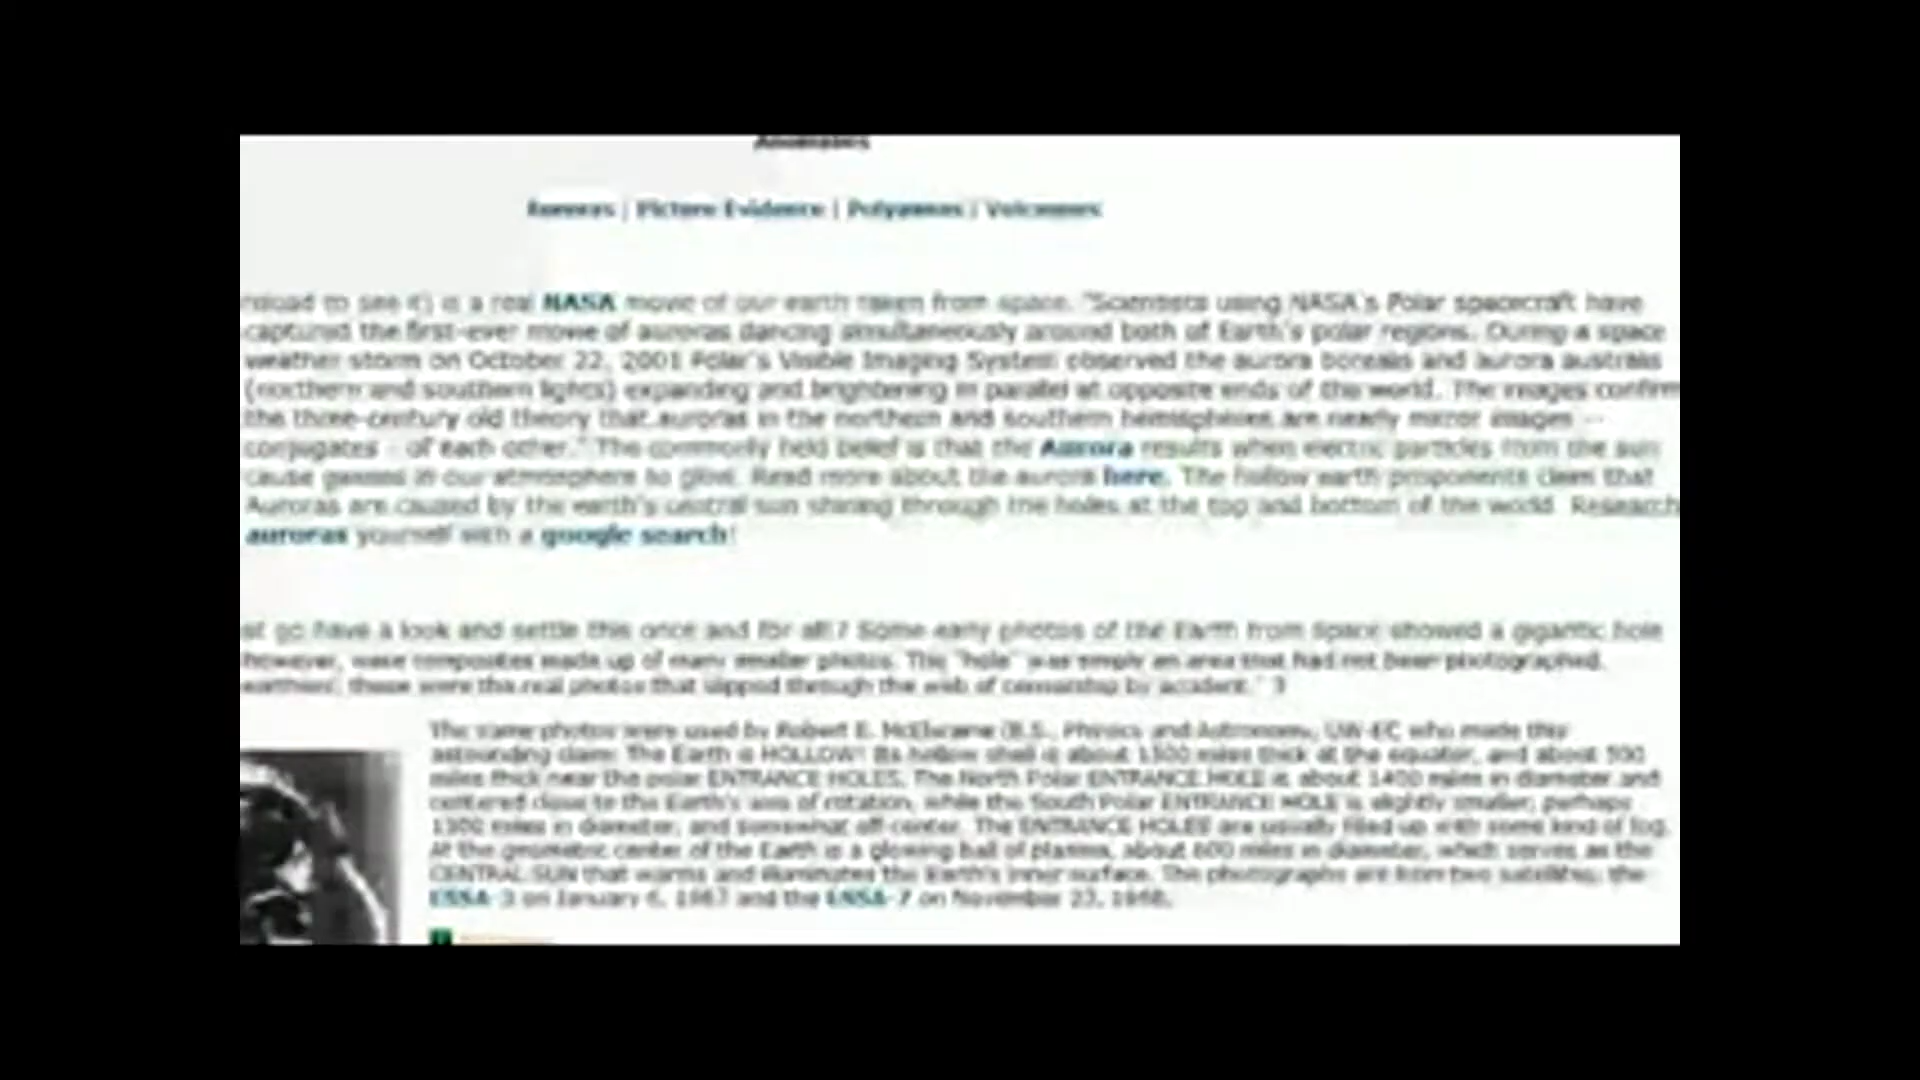 Anomalies
Auroras | Picture Evidence | Polyannas | Volcanoes
reload to see it) is a real NASA movie of our earth taken from space. "Scientists using NASA's Polar spacecraft have
captured the first-ever movie of auroras dancing simultaneously around both of Earth's polar regions. During a space
weather storm on October 22, 2001 Polar's Visible Imaging System observed the aurora borealis and aurora australis
(northern and southern lights) expanding and brightening in parallel at opposite ends of the world. The images confirm
the three-century old theory that auroras in the northern and southern hemispheres are nearly mirror images --
conjugates - of each other." The commonly held belief is that the Aurora results when electric particles from the sun
cause gasses in our atmosphere to glow. Read more about the aurora here. The hollow earth proponents claim that
Auroras are caused by the earth's central sun shining through the holes at the top and bottom of the world. Research
auroras yourself with a google search!
go have a look and settle this once and for all? Some early photos of the Earth from Space showed a gigantic hole
however, were composites made up of many smaller photos. The "hole" was simply an area that had not been photographed.
these were the real photos that slipped through the web of censorship by accident." 3
The same photos were used by Robert E. McElwaine (B.S., Physics and Astronomy, UW-EC who made this
astounding claim: The Earth is HOLLOW! Its hollow shell is about 1500 miles thick at the equator, and about 500
miles thick near the polar ENTRANCE HOLES. The North Polar ENTRANCE HOLE is about 1400 miles in diameter and
centered close to the Earth's axis of rotation, while the South Polar ENTRANCE HOLE is slightly smaller, perhaps
1300 miles in diameter, and somewhat off-center. The ENTRANCE HOLES are usually filled up with some kind of fog.
At the geometric center of the Earth is a glowing ball of plasma, about 600 miles in diameter, which serves as the
CENTRAL SUN that warms and illuminates the Earth's inner surface. The photographs are from two satellites, the
ESSA-3 on January 6, 1967 and the ESSA-7 on November 23, 1968.